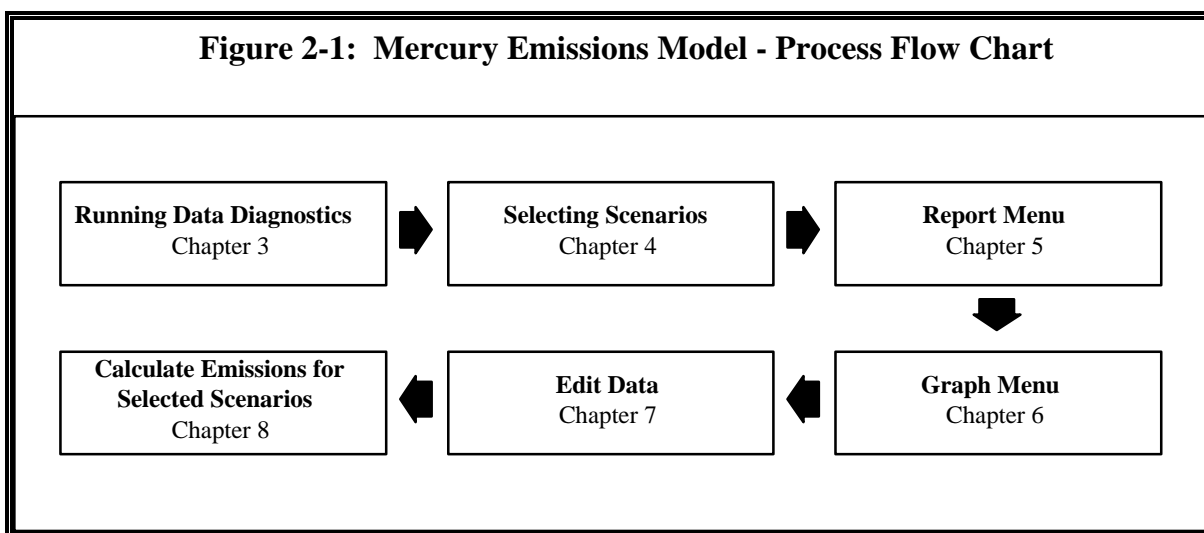 Figure 2-1: Mercury Emissions Model - Process Flow Chart
Running Data Diagnostics
Chapter 3
Selecting Scenarios
Chapter 4
Report Menu
Chapter 5
Graph Menu
Chapter 6
Edit Data
Chapter 7
Calculate Emissions for
Selected Scenarios
Chapter 8